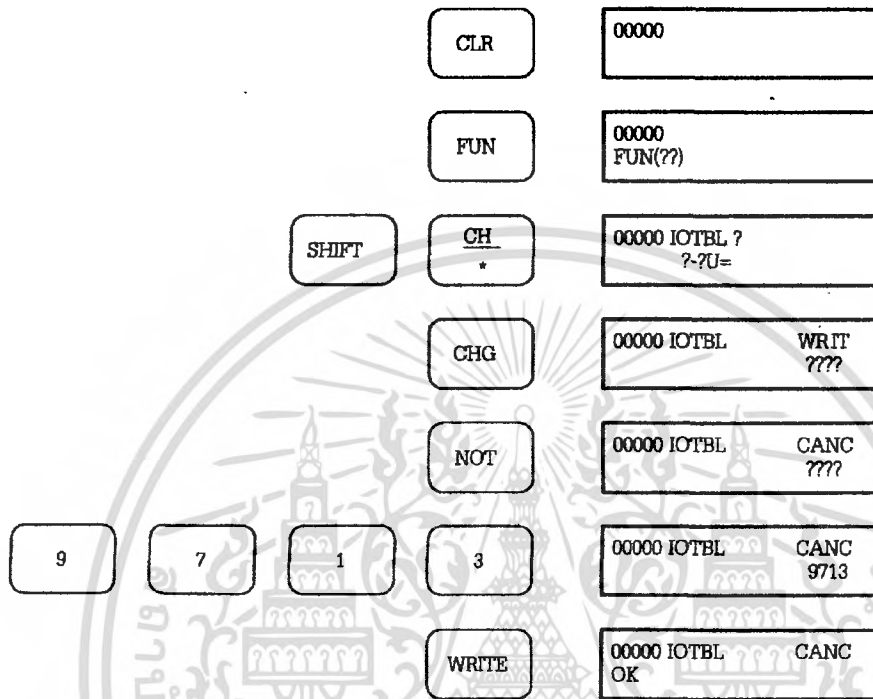 CLR
00000
FUN
00000
FUN(??)
SHIFT
CH
*
00000 IOTBL ?
?-?U=
CHG
00000 IOTBL WRIT
????
NOT
00000 IOTBL CANC
????
9 7 1 3
00000 IOTBL CANC
9713
WRITE
00000 IOTBL CANC
OK